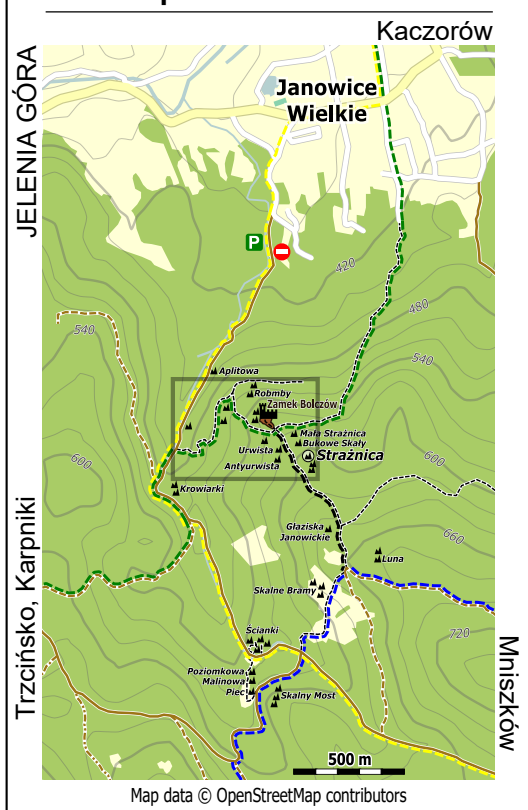 Kaczorów
JELENIA GÓRA
Janowice
Wielkie
P
420
480
540
540
Aplitowa
Robmby
Zamek Bolczów
Mała Strażnica
Bukowe Skały
Urwista
Strażnica
Antyurwista
600
600
Krowiarki
Głaziska
Janowickie
660
Luna
Skalne Bramy
Trzcińsko, Karpniki
Ścianki
720
Mniszków
Poziomkowa
Malinowa
Piec
Skalny Most
500 m
Map data © OpenStreetMap contributors